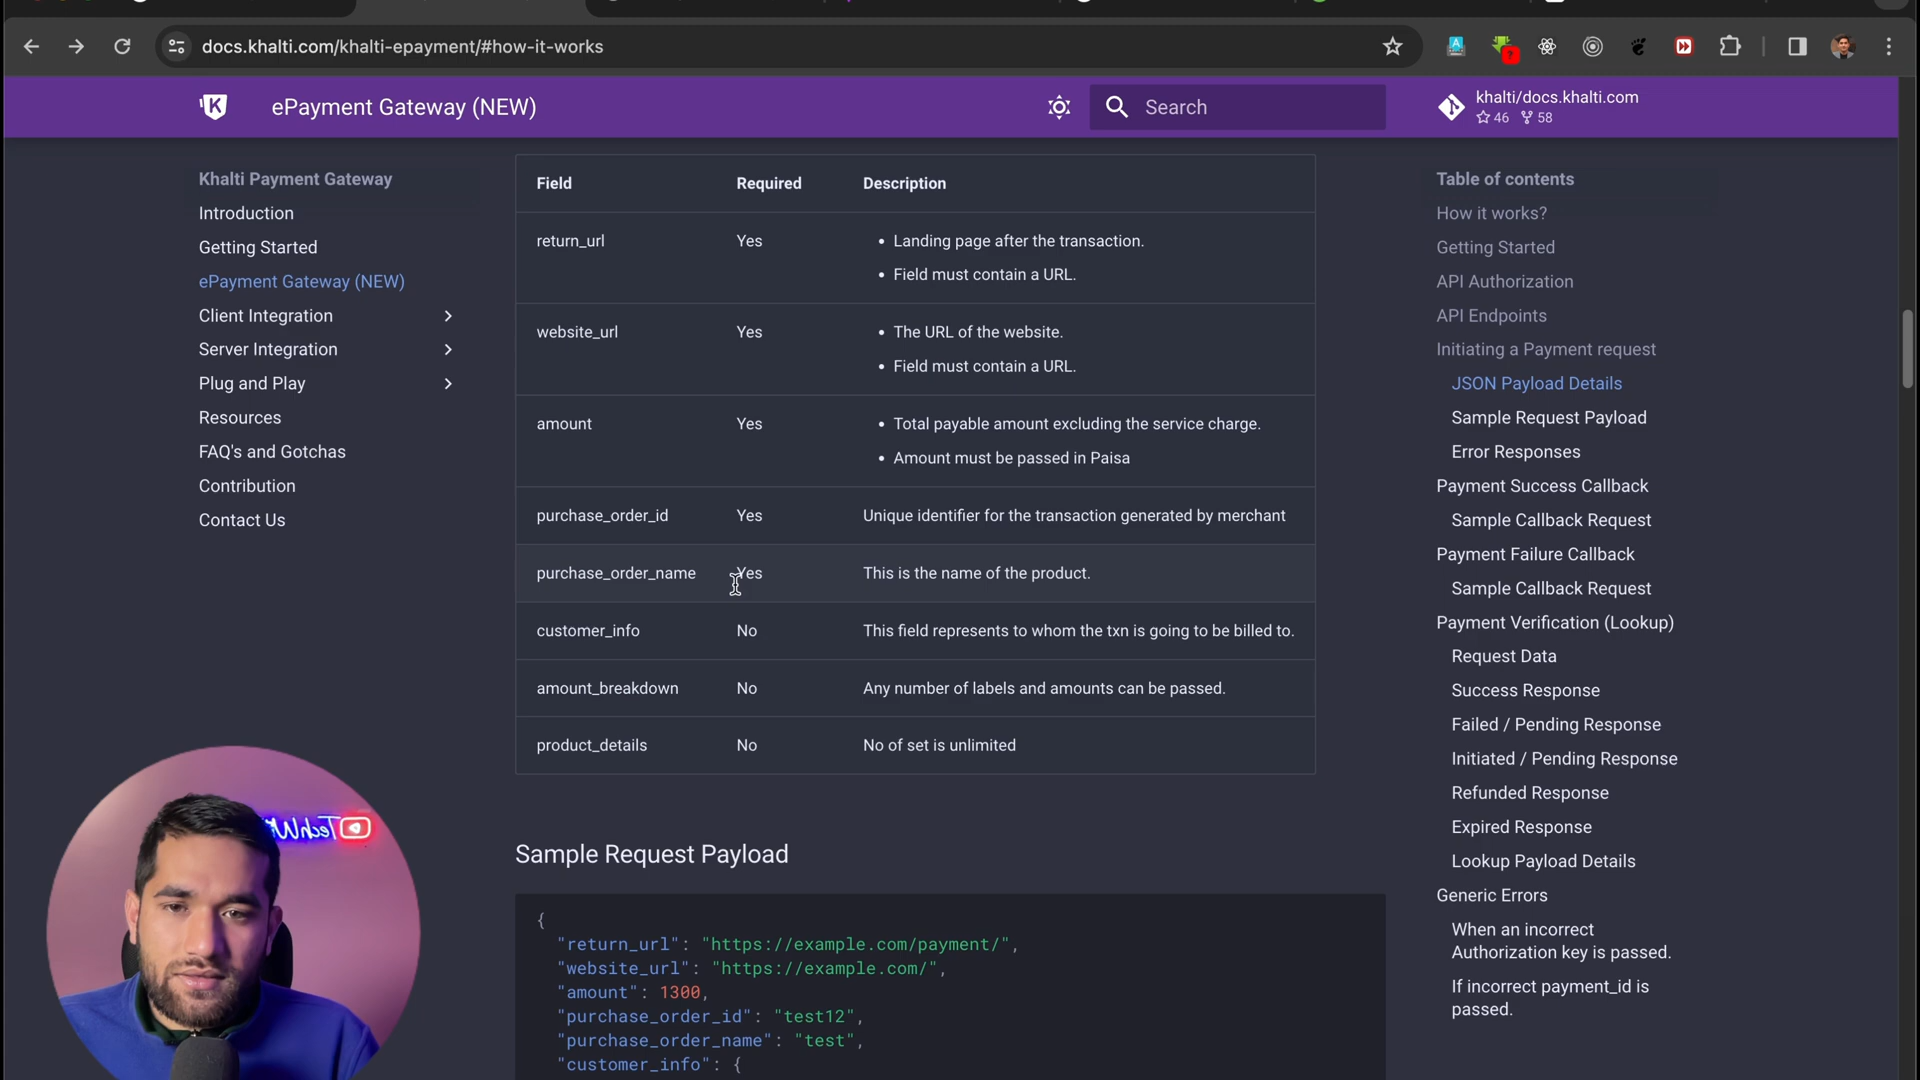 docs.khalti.com/khalti-epayment/#how-it-works
ePayment Gateway (NEW)
Search
khalti/docs.khalti.com
46 58
Khalti Payment Gateway
Introduction
Getting Started
ePayment Gateway (NEW)
Client Integration
Server Integration
Plug and Play
Resources
FAQ's and Gotchas
Contribution
Contact Us
Field Required Description
return_url Yes • Landing page after the transaction.
• Field must contain a URL.
website_url Yes • The URL of the website.
• Field must contain a URL.
amount Yes • Total payable amount excluding the service charge.
• Amount must be passed in Paisa
purchase_order_id Yes Unique identifier for the transaction generated by merchant
purchase_order_name Yes This is the name of the product.
customer_info No This field represents to whom the txn is going to be billed to.
amount_breakdown No Any number of labels and amounts can be passed.
product_details No No of set is unlimited
Sample Request Payload
{
"return_url": "https://example.com/payment/",
"website_url": "https://example.com/",
"amount": 1300,
"purchase_order_id": "test12",
"purchase_order_name": "test",
"customer_info": {
Table of contents
How it works?
Getting Started
API Authorization
API Endpoints
Initiating a Payment request
JSON Payload Details
Sample Request Payload
Error Responses
Payment Success Callback
Sample Callback Request
Payment Failure Callback
Sample Callback Request
Payment Verification (Lookup)
Request Data
Success Response
Failed / Pending Response
Initiated / Pending Response
Refunded Response
Expired Response
Lookup Payload Details
Generic Errors
When an incorrect
Authorization key is passed.
If incorrect payment_id is
passed.